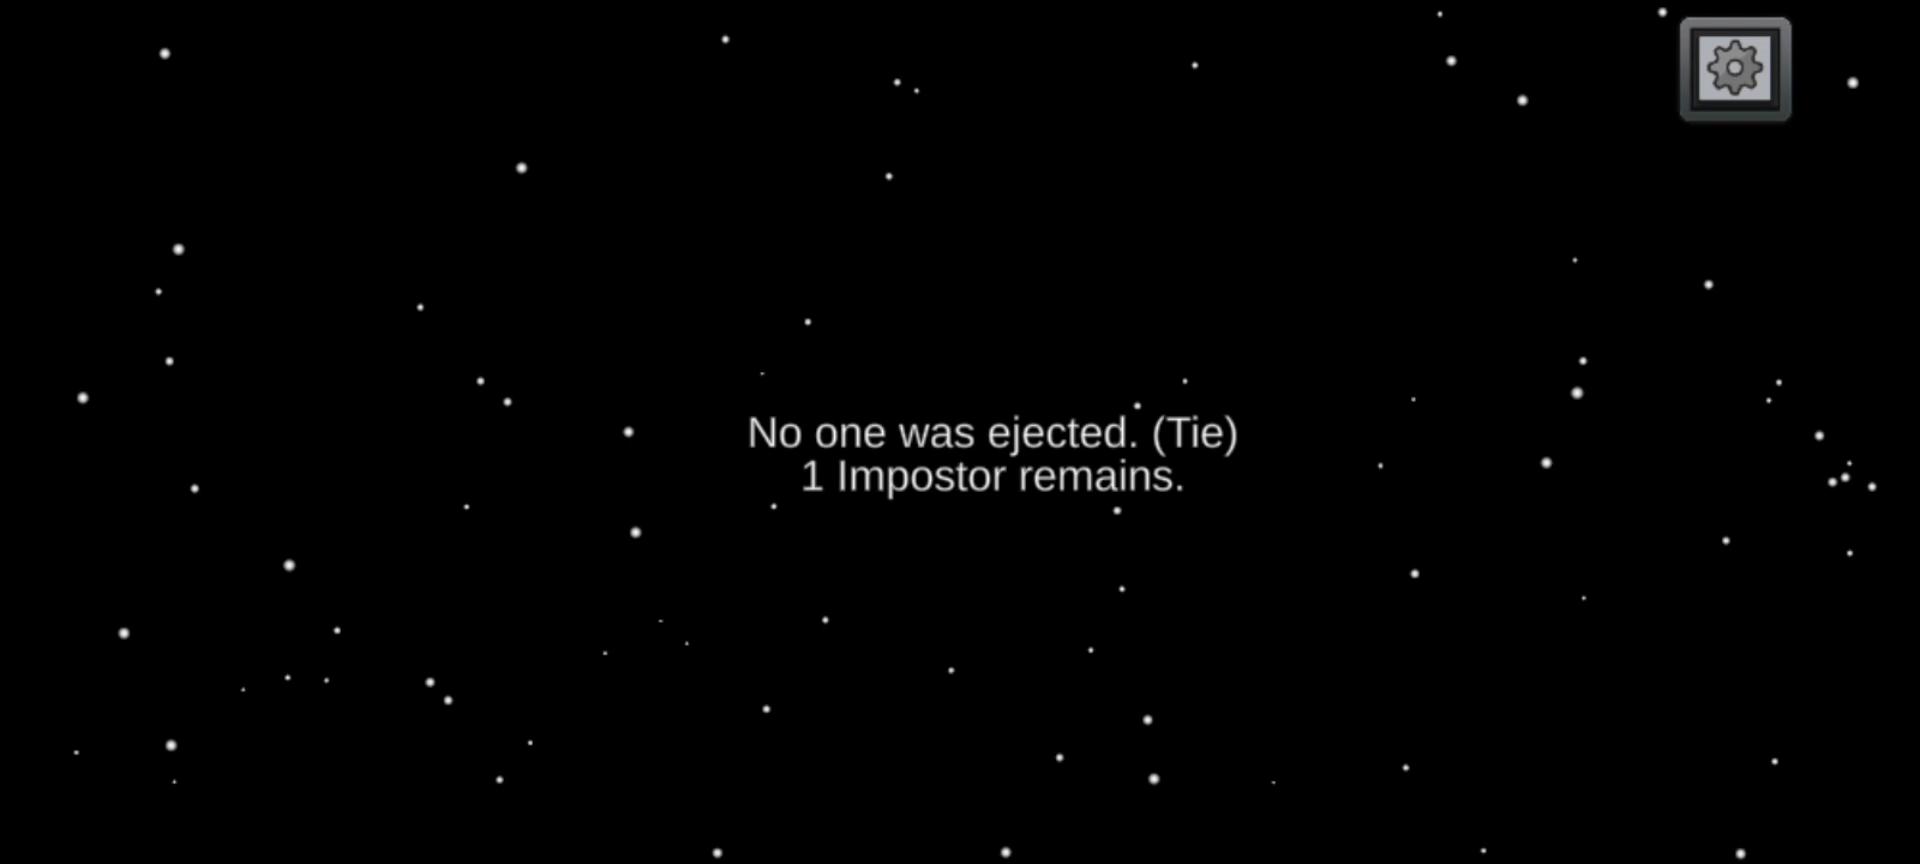 No one was ejected. (Tie)
1 Impostor remains.